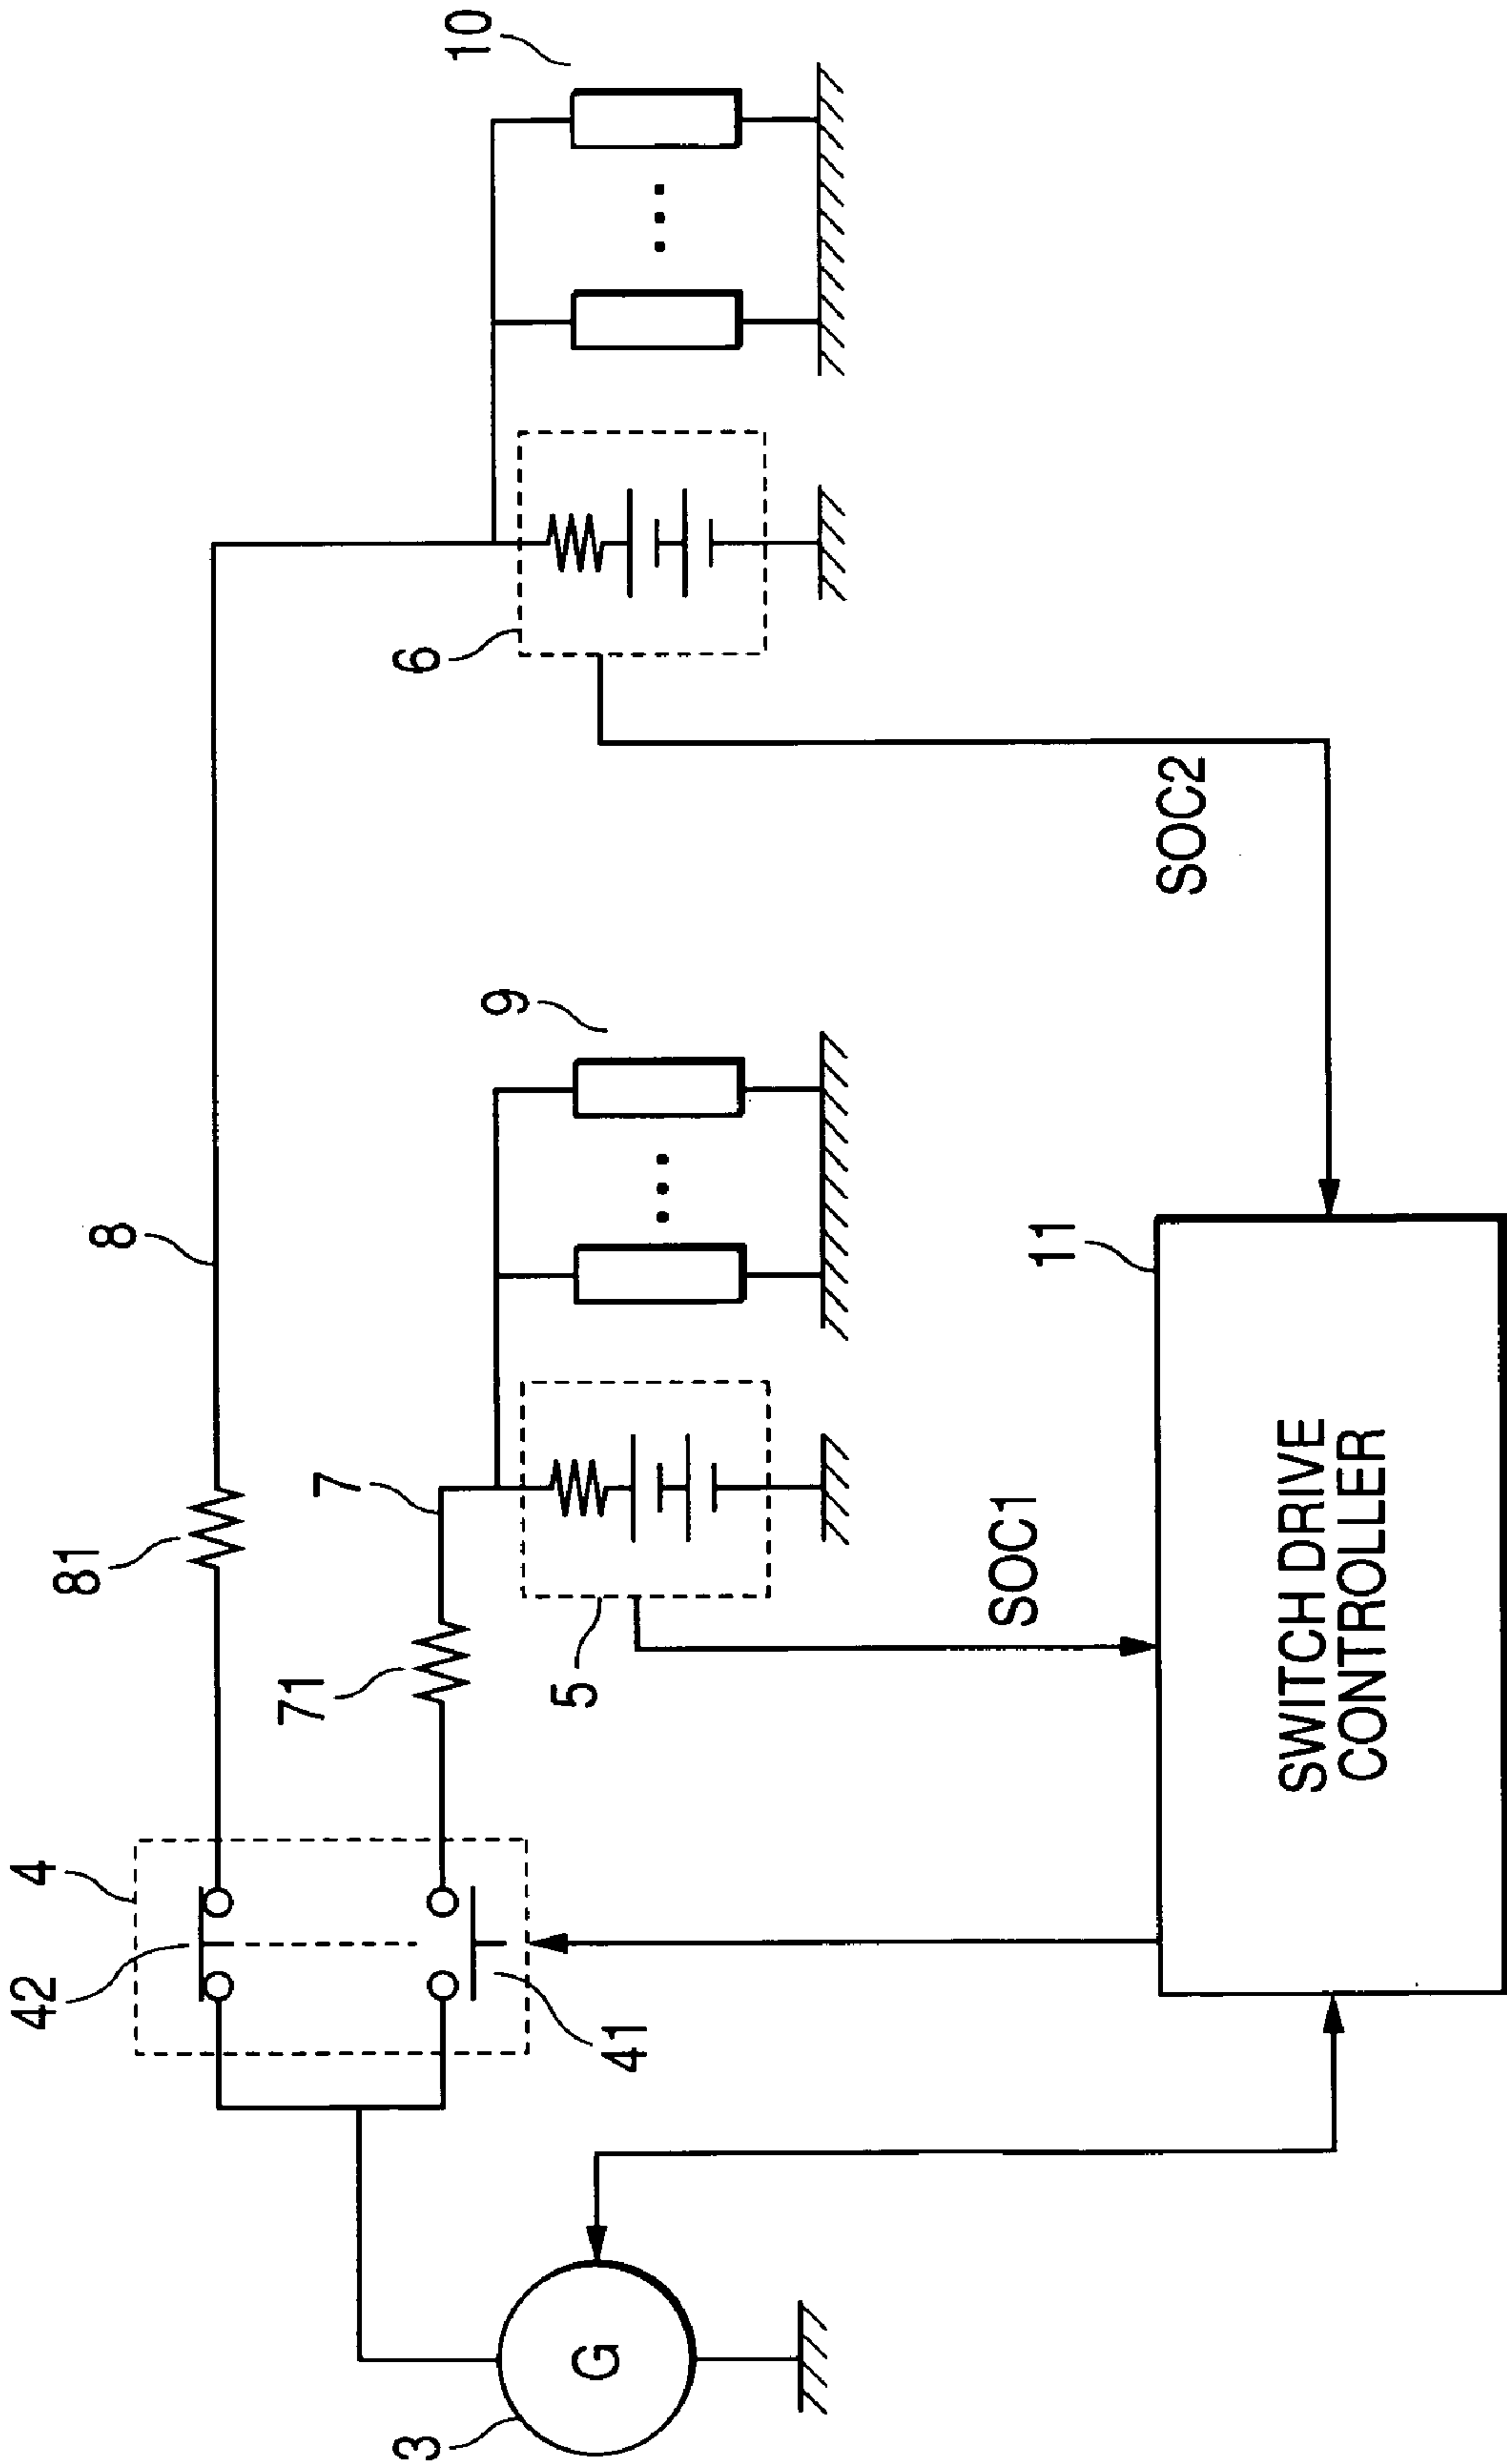 10
8
6
81
9
4
7
42
71
5
11
41
SOC1
SOC2
3
G
SWITCH DRIVE
CONTROLLER